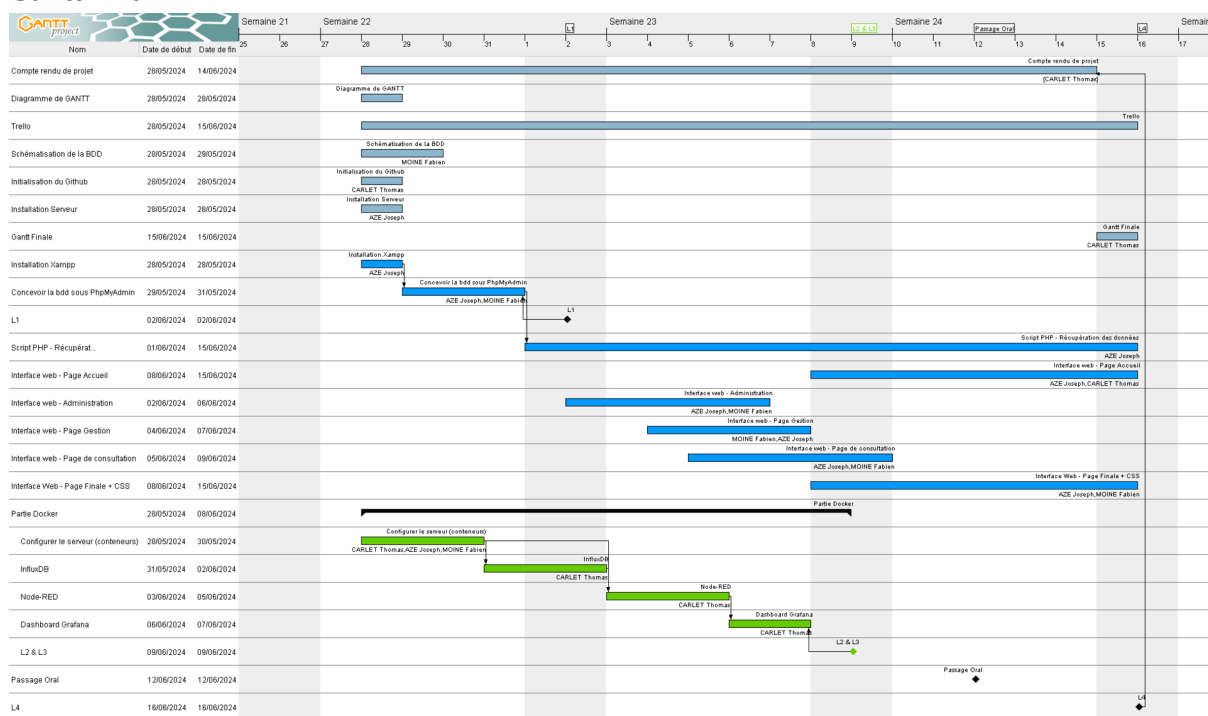 GANTT
project
Semaine 21
Semaine 22
L1
Semaine 23
L2 & L3
Semaine 24
Passage Oral
L4
Semain
Nom
Date de début
Date de fin
25 26 27 28 29 30 31 1 2 3 4 5 6 7 8 9 10 11 12 13 14 15 16 17
Compte rendu de projet 28/05/2024 14/06/2024
Compte rendu de projet
{CARLET Thomas}
Diagramme de GANTT 28/05/2024 28/05/2024
Diagramme de GANTT
Trello 28/05/2024 15/06/2024
Trello
Schématisation de la BDD 28/05/2024 29/05/2024
Schématisation de la BDD
MOINE Fabien
Initialisation du Github 28/05/2024 28/05/2024
Initialisation du Github
CARLET Thomas
Installation Serveur 28/05/2024 28/05/2024
Installation Serveur
AZE Joseph
Gantt Finale 15/06/2024 15/06/2024
Gantt Finale
CARLET Thomas
Installation Xampp 28/05/2024 28/05/2024
Installation Xampp
AZE Joseph
Concevoir la bdd sous PhpMyAdmin 29/05/2024 31/05/2024
Concevoir la bdd sous PhpMyAdmin
AZE Joseph,MOINE Fabien
L1 02/06/2024 02/06/2024
L1
Script PHP - Récupérat... 01/06/2024 15/06/2024
Script PHP - Récupération des données
AZE Joseph
Interface web - Page Accueil 08/06/2024 15/06/2024
Interface web - Page Accueil
AZE Joseph,CARLET Thomas
Interface web - Administration 02/06/2024 06/06/2024
Interface web - Administration
AZE Joseph,MOINE Fabien
Interface web - Page Gestion 04/06/2024 07/06/2024
Interface web - Page Gestion
MOINE Fabien,AZE Joseph
Interface web - Page de consultation 05/06/2024 09/06/2024
Interface web - Page de consultation
AZE Joseph,MOINE Fabien
Interface Web - Page Finale + CSS 08/06/2024 15/06/2024
Interface Web - Page Finale + CSS
AZE Joseph,MOINE Fabien
Partie Docker 28/05/2024 08/06/2024
Partie Docker
Configurer le serveur (conteneurs) 28/05/2024 30/05/2024
Configurer le serveur (conteneurs)
CARLET Thomas,AZE Joseph,MOINE Fabien
InfluxDB 31/05/2024 02/06/2024
InfluxDB
CARLET Thomas
Node-RED 03/06/2024 05/06/2024
Node-RED
CARLET Thomas
Dashboard Grafana 06/06/2024 07/06/2024
Dashboard Grafana
CARLET Thomas
L2 & L3 09/06/2024 09/06/2024
L2 & L3
Passage Oral 12/06/2024 12/06/2024
Passage Oral
L4 16/06/2024 16/06/2024
L4